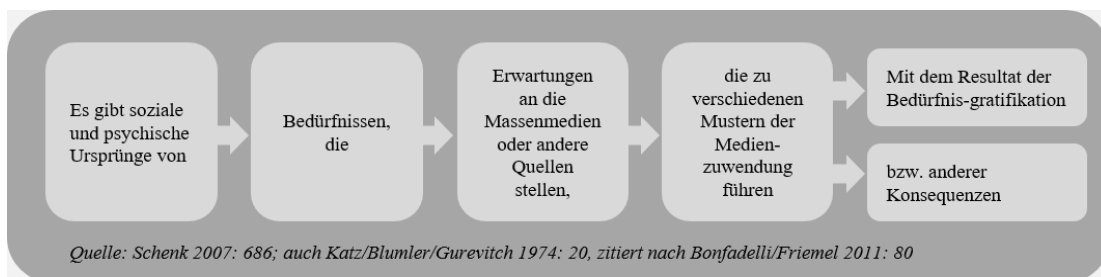 Es gibt soziale
und psychische
Ursprünge von
Bedürfnissen,
die
Erwartungen
an die
Massenmedien
oder andere
Quellen
stellen,
die zu
verschiedenen
Mustern der
Medien-
zuwendung
führen
Mit dem Resultat der
Bedürfnis-gratifikation
bzw. anderer
Konsequenzen
Quelle: Schenk 2007: 686; auch Katz/Blumler/Gurevitch 1974: 20, zitiert nach Bonfadelli/Friemel 2011: 80